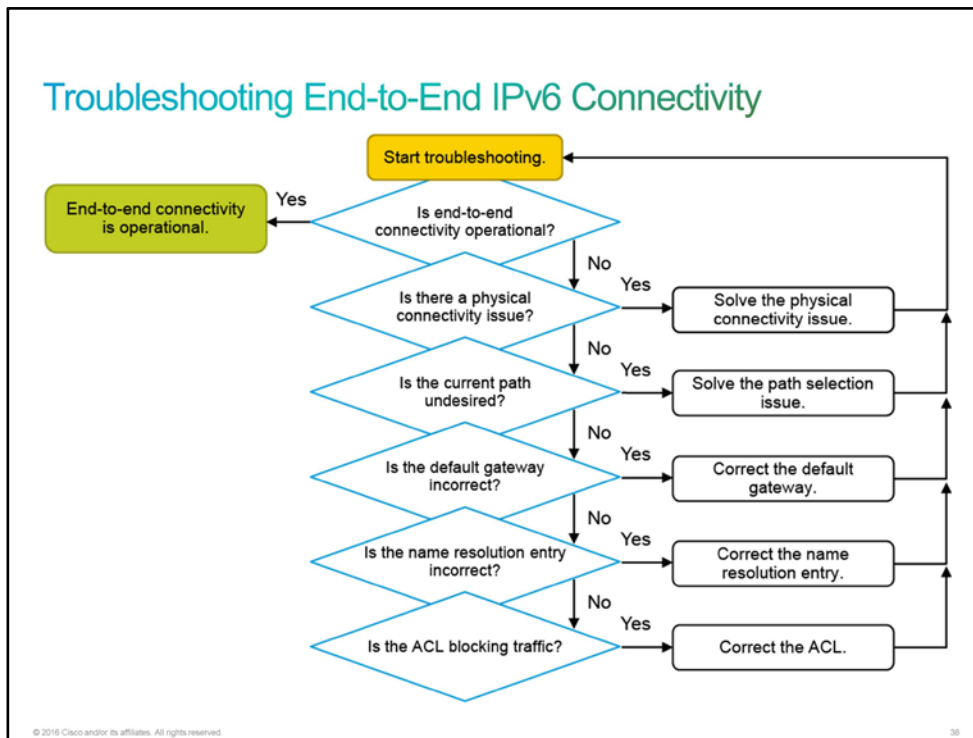 Troubleshooting End-to-End IPv6 Connectivity
Start troubleshooting.
Yes
End-to-end connectivity
is operational.
Is end-to-end
connectivity operational?
No
Yes
Is there a physical
connectivity issue?
Solve the physical
connectivity issue.
No
Yes
Is the current path
undesired?
Solve the path selection
issue.
No
Yes
Is the default gateway
incorrect?
Correct the default
gateway.
No
Yes
Is the name resolution entry
incorrect?
Correct the name
resolution entry.
No
Yes
Is the ACL blocking traffic?
Correct the ACL.
© 2016 Cisco and/or its affiliates. All rights reserved.
38